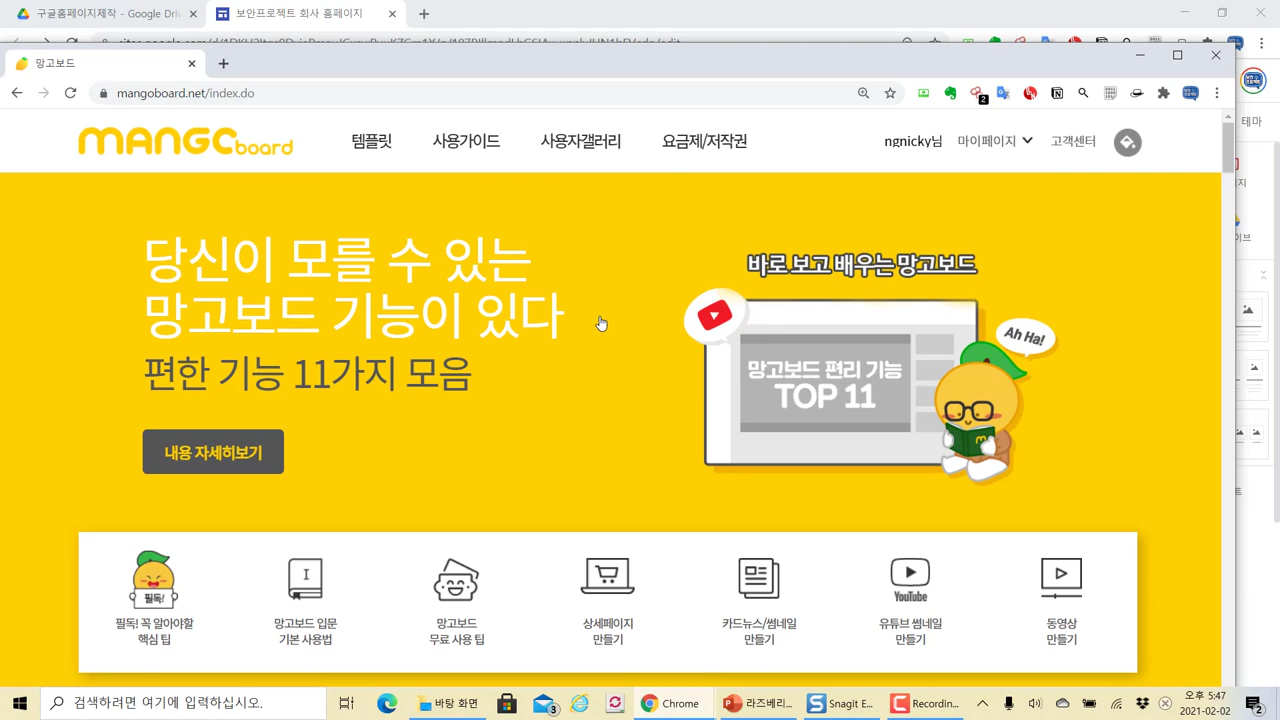 구글홈페이지제작 - Google Driv
보안프로젝트 회사 홈페이지
망고보드
mangoboard.net/index.do
2
테마
MANGOboard
템플릿
사용가이드
사용자갤러리
요금제/저작권
ngnicky님
마이페이지
고객센터
당신이 모를 수 있는
망고보드 기능이 있다
편한 기능 11가지 모음
내용 자세히보기
바로 보고 배우는 망고보드
Ah Ha!
망고보드 편리 기능
TOP 11
필독!
YouTube
필독! 꼭 알아야할
핵심 팁
망고보드 입문
기본 사용법
망고보드
무료 사용 팁
상세페이지
만들기
카드뉴스/썸네일
만들기
유튜브 썸네일
만들기
동영상
만들기
검색하려면 여기에 입력하십시오.
바탕 화면
3
Chrome
라즈베리...
Snagit E...
Recordin...
오후 5:47
2021-02-02
2